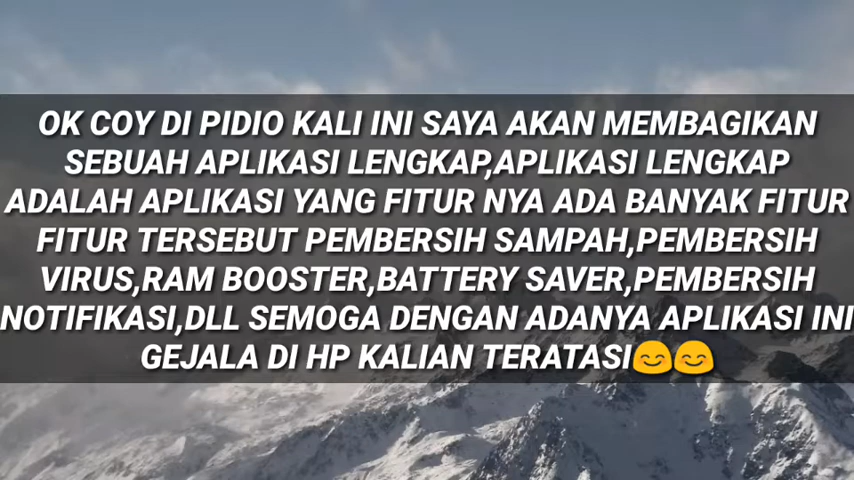 OK COY DI PIDIO KALI INI SAYA AKAN MEMBAGIKAN
SEBUAH APLIKASI LENGKAP,APLIKASI LENGKAP
ADALAH APLIKASI YANG FITUR NYA ADA BANYAK FITUR
FITUR TERSEBUT PEMBERSIH SAMPAH,PEMBERSIH
VIRUS,RAM BOOSTER,BATTERY SAVER,PEMBERSIH
NOTIFIKASI,DLL SEMOGA DENGAN ADANYA APLIKASI INI
GEJALA DI HP KALIAN TERATASI😊😊